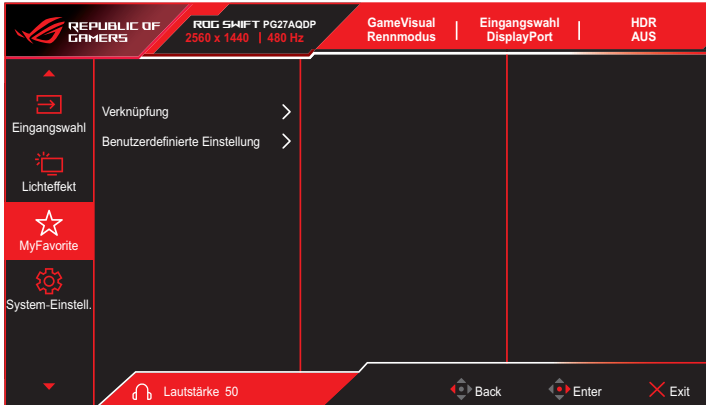 REPUBLIC OF
GAMERS
ROG SWIFT PG27AQDP
2560 x 1440 | 480 Hz
GameVisual
Rennmodus
Eingangswahl
DisplayPort
HDR
AUS
Eingangswahl
Lichteffekt
MyFavorite
System-Einstell.
Verknüpfung
Benutzerdefinierte Einstellung
Lautstärke 50
Back
Enter
Exit